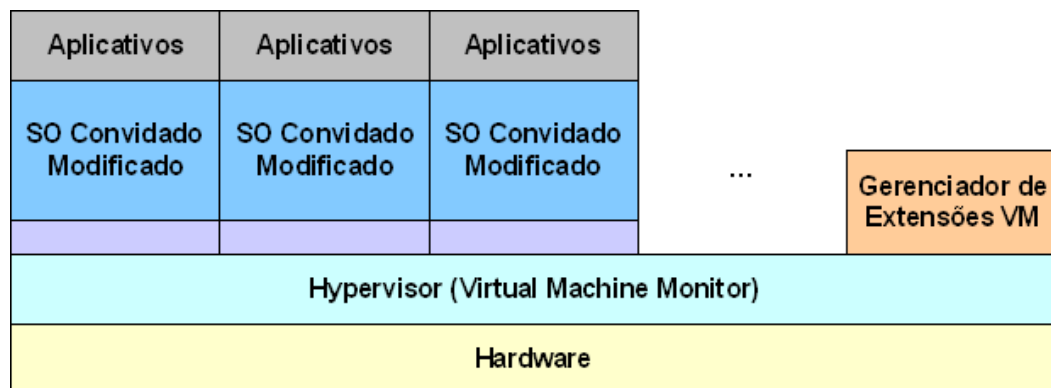 Aplicativos
Aplicativos
Aplicativos
SO Convidado
Modificado
SO Convidado
Modificado
SO Convidado
Modificado
...
Gerenciador de
Extensões VM
Hypervisor (Virtual Machine Monitor)
Hardware